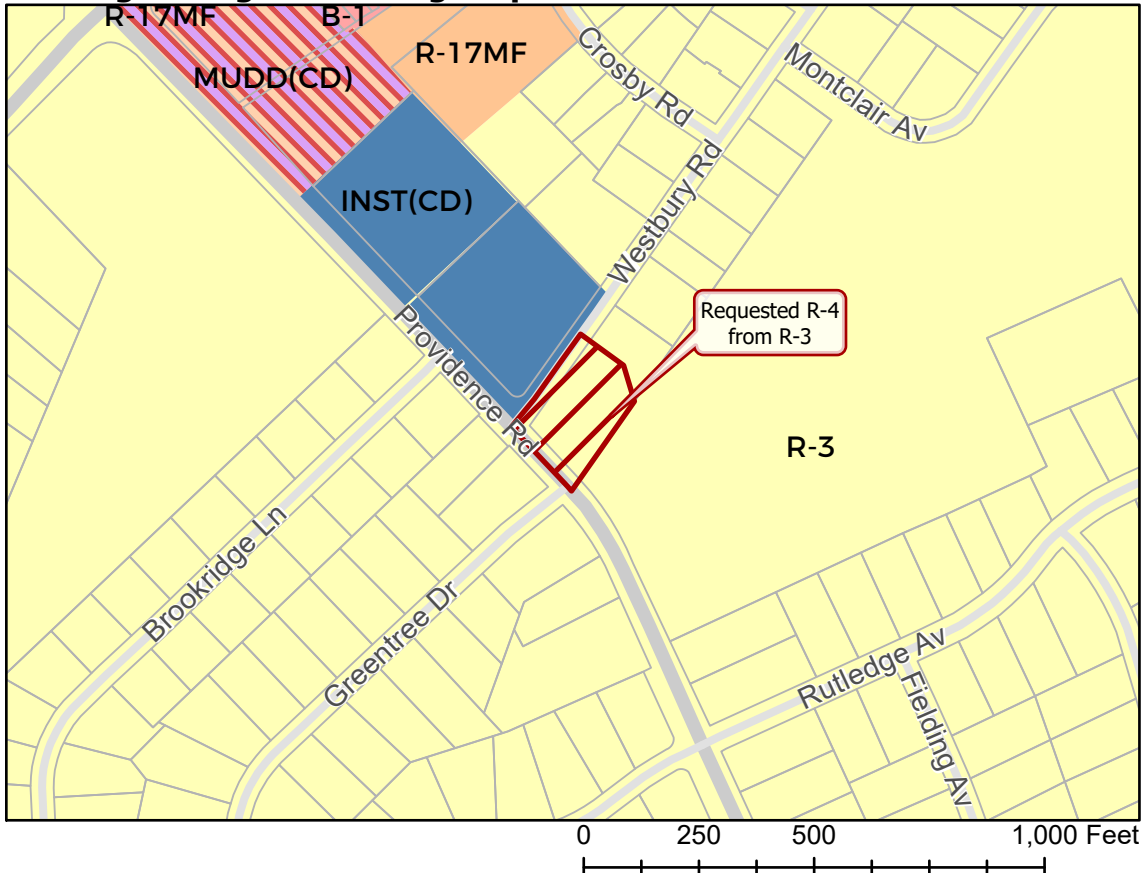 R-17MF
B-1
MUDD(CD)
R-17MF
Crosby Rd
Montclair Av
INST(CD)
Westbury Rd
Requested R-4
from R-3
Providence Rd
R-3
Brookridge Ln
Greentree Dr
Rutledge Av
Fielding Av
0 250 500 1,000 Feet